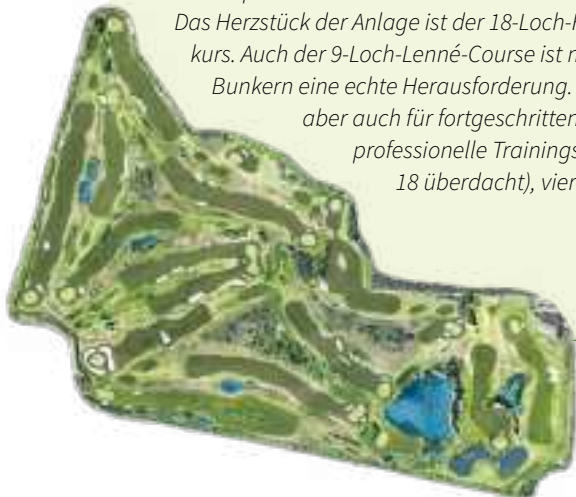 Das Herzstück der Anlage ist der 18-Loch-
kurs. Auch der 9-Loch-Lenné-Course ist
Bunkern eine echte Herausforderung.
aber auch für fortgeschritten
professionelle Trainings
18 überdacht), vier